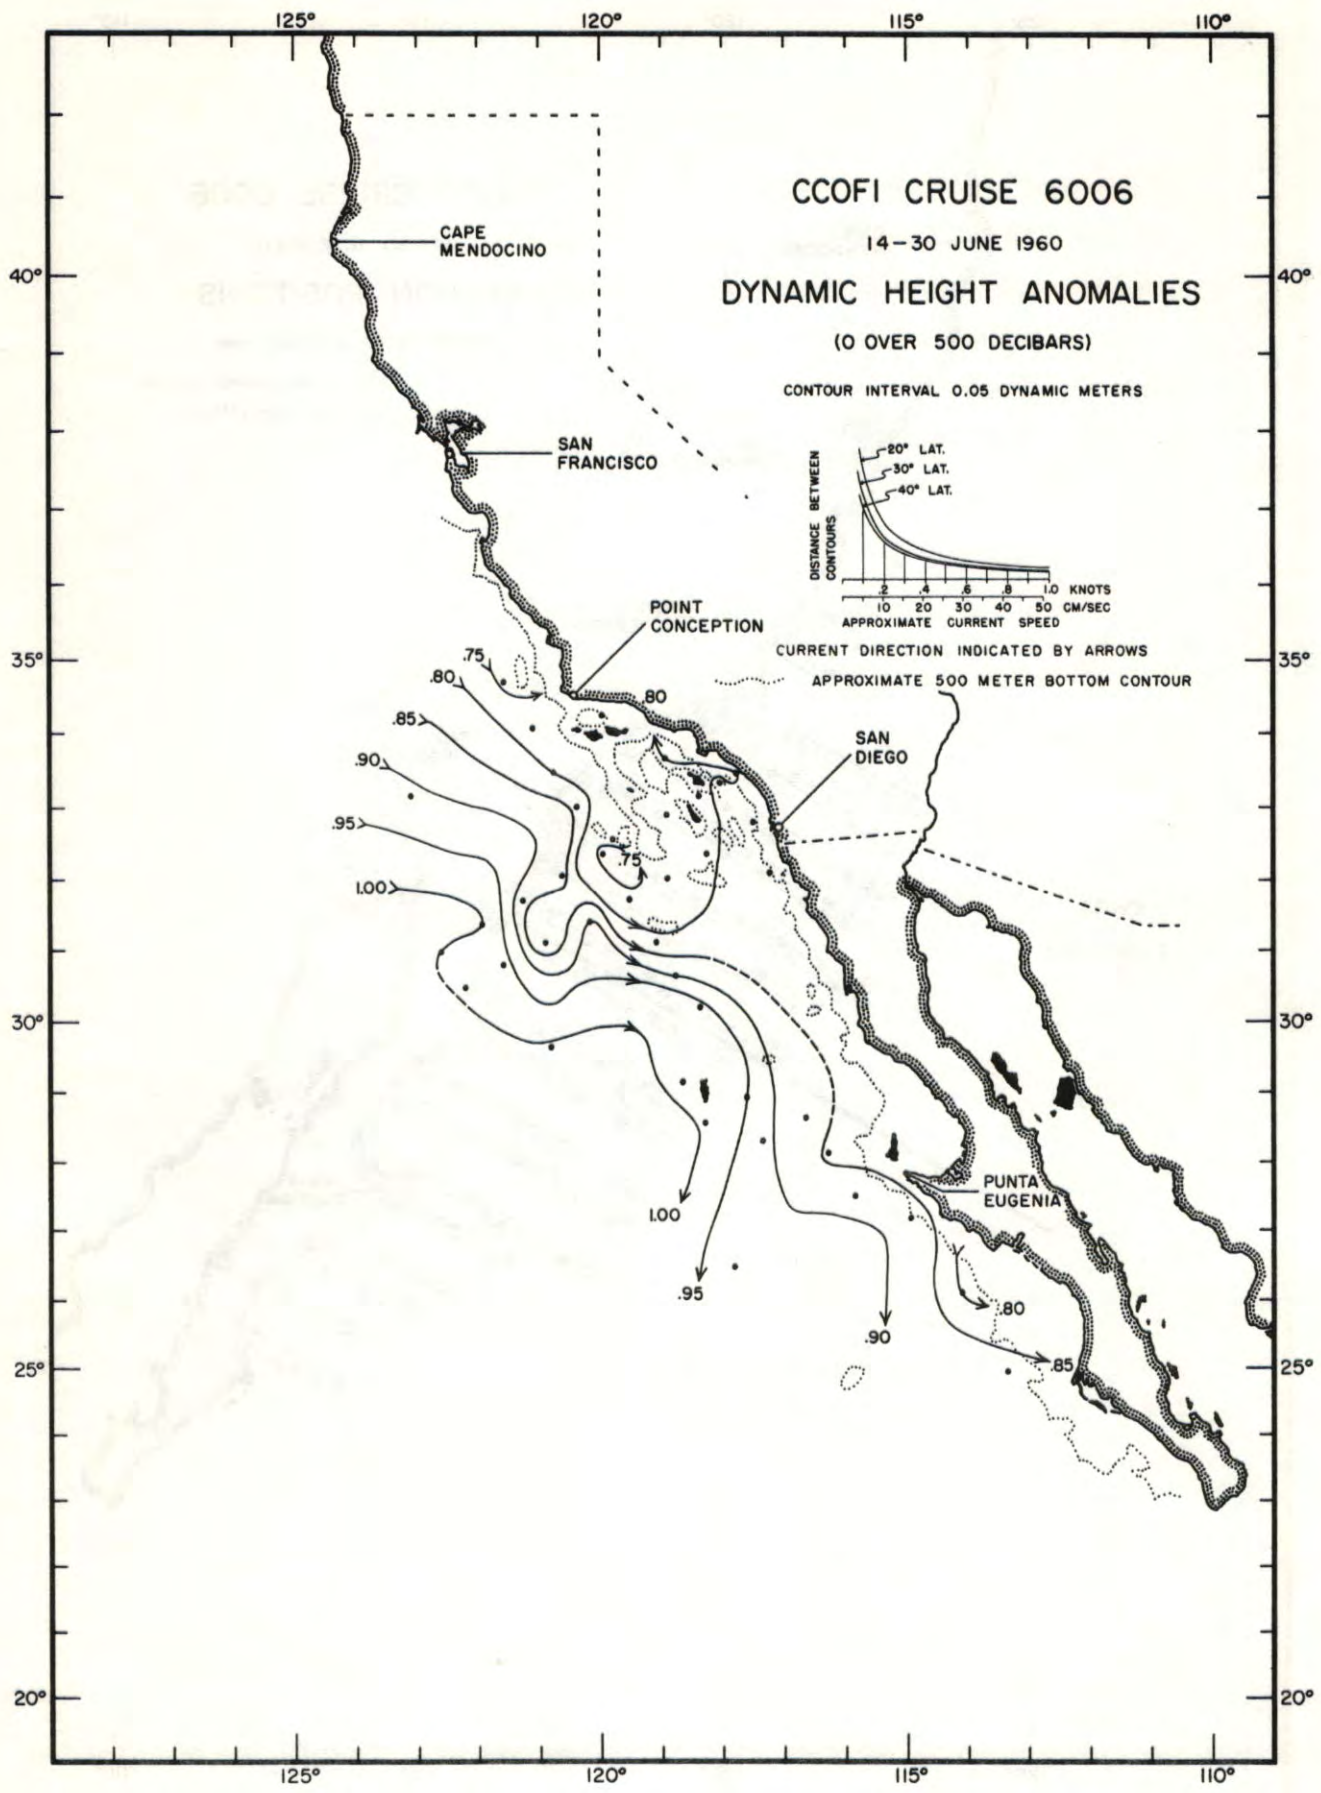 125° 120° 115° 110°
CCOFI CRUISE 6006
14-30 JUNE 1960
CAPE
MENDOCINO
40° 40°
DYNAMIC HEIGHT ANOMALIES
(0 OVER 500 DECIBARS)
CONTOUR INTERVAL 0.05 DYNAMIC METERS
SAN
FRANCISCO
DISTANCE BETWEEN
CONTOURS
20° LAT.
30° LAT.
40° LAT.
.2 .4 .6 .8 1.0 KNOTS
10 20 30 40 50 CM/SEC
APPROXIMATE CURRENT SPEED
POINT
CONCEPTION
CURRENT DIRECTION INDICATED BY ARROWS
35° 35°
APPROXIMATE 500 METER BOTTOM CONTOUR
.75
.80
.80
.85
.90
.95
1.00
SAN
DIEGO
.75
30° 30°
PUNTA
EUGENIA
1.00
.95
.90
.80
.85
25° 25°
20° 20°
125° 120° 115° 110°